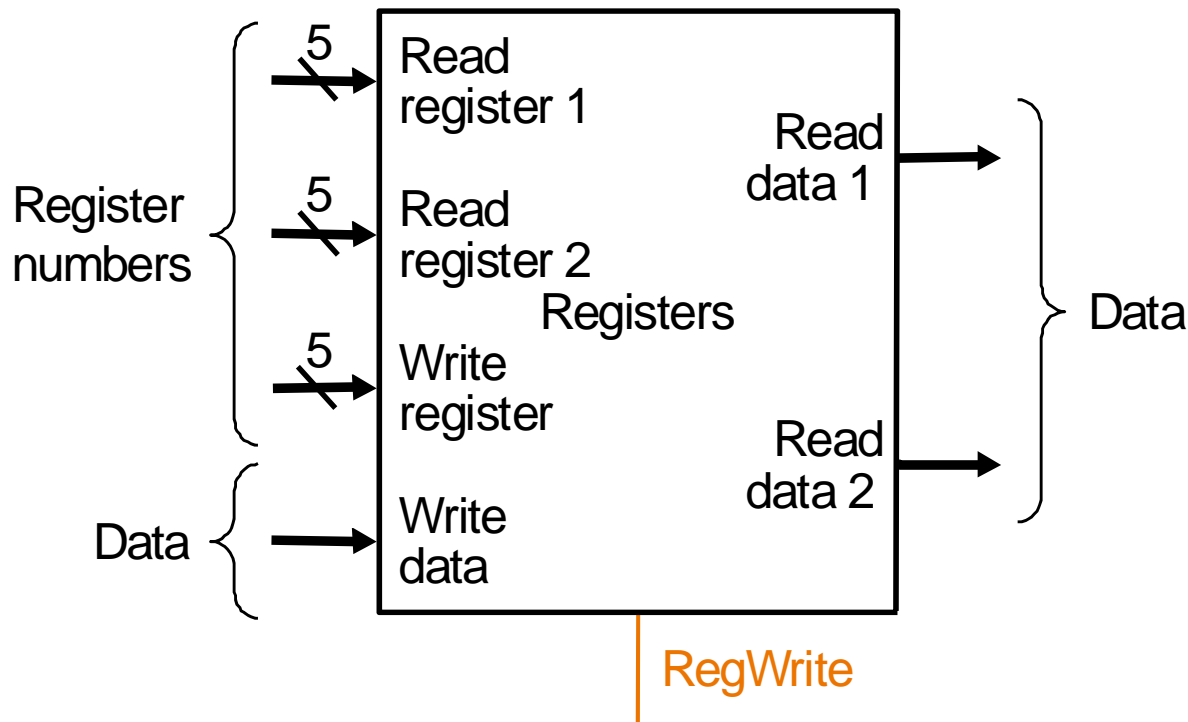 5
Read
register 1
Read
data 1
5
Read
register 2
Register
numbers
Registers
Data
5
Write
register
Read
data 2
Write
data
Data
RegWrite